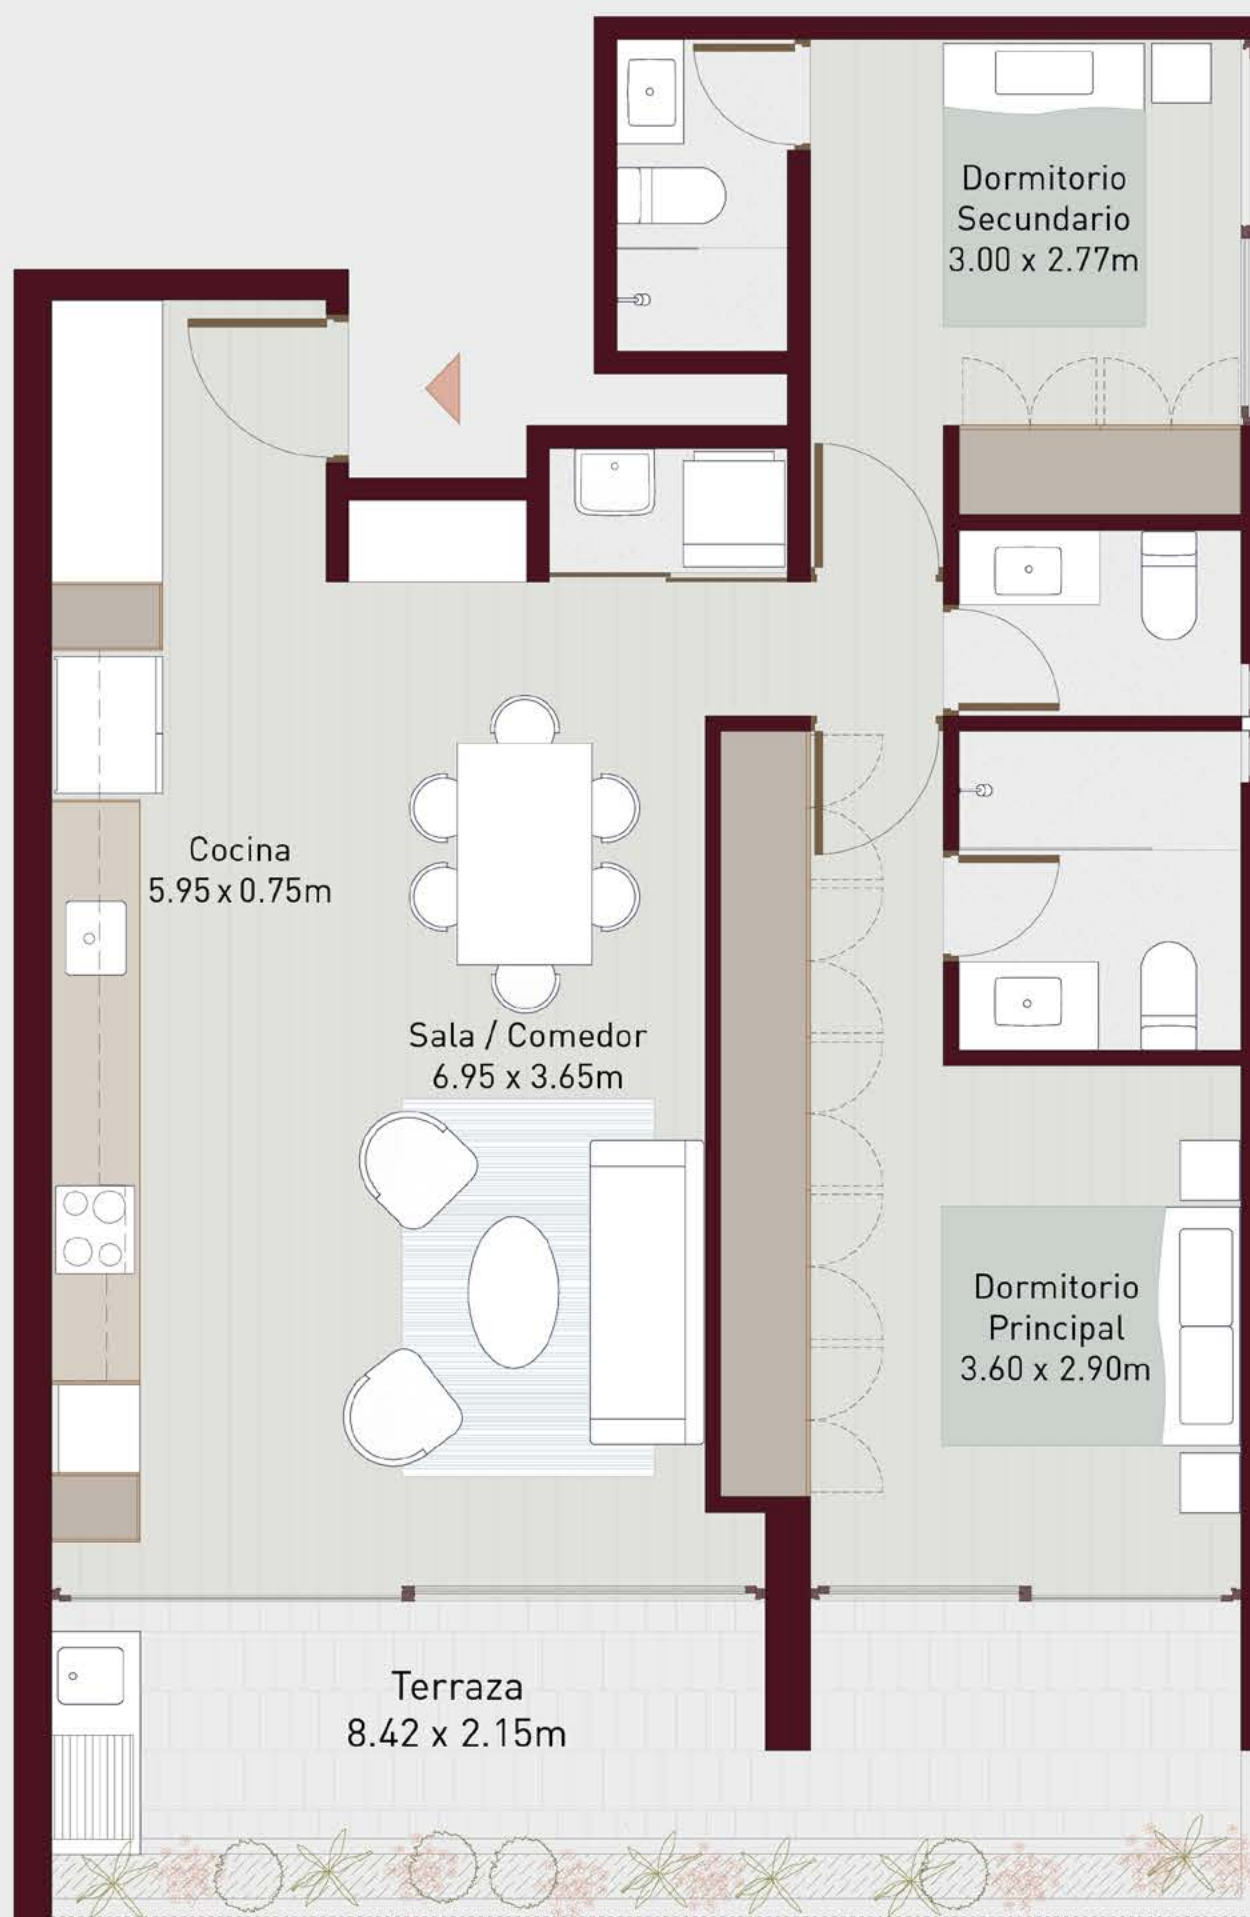 Dormitorio
Secundario
3.00 x 2.77m
Cocina
5.95 x 0.75m
Sala / Comedor
6.95 x 3.65m
Dormitorio
Principal
3.60 x 2.90m
Terraza
8.42 x 2.15m